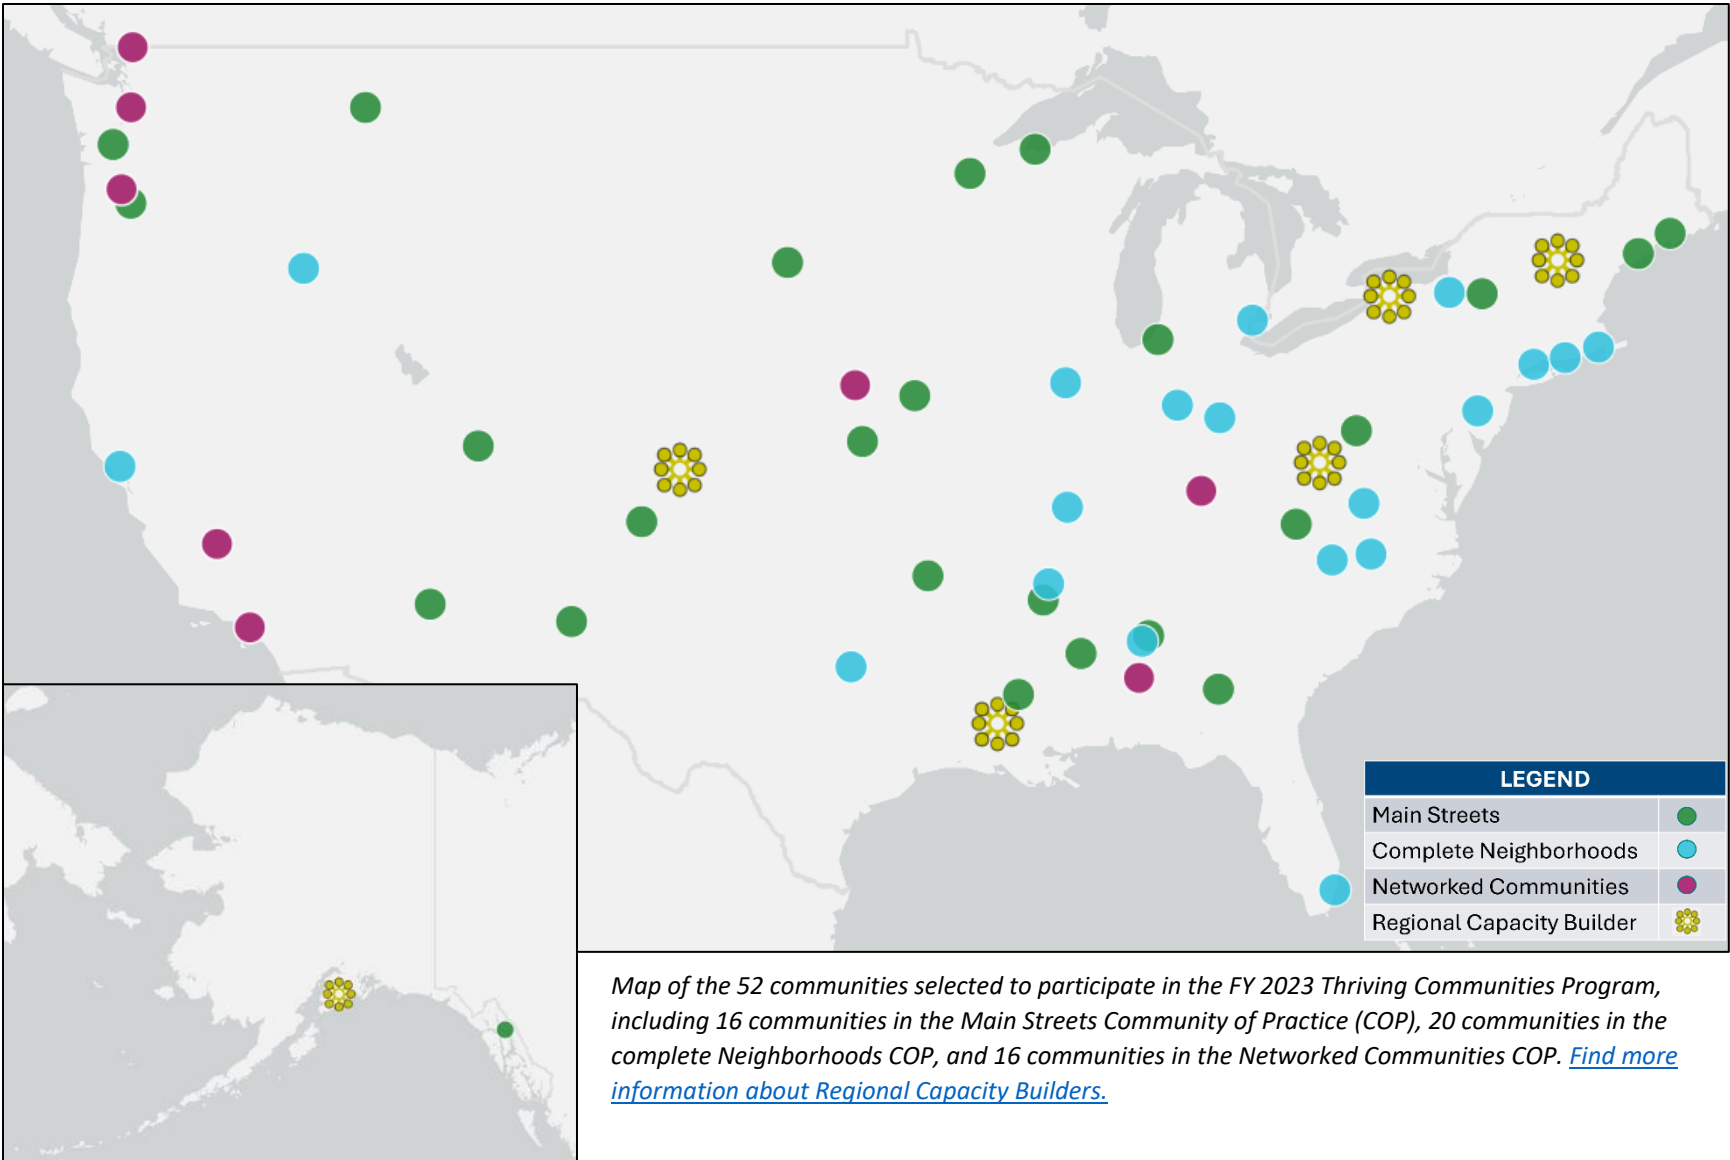 LEGEND
Main Streets
Complete Neighborhoods
Networked Communities
Regional Capacity Builder
Map of the 52 communities selected to participate in the FY 2023 Thriving Communities Program,
including 16 communities in the Main Streets Community of Practice (COP), 20 communities in the
complete Neighborhoods COP, and 16 communities in the Networked Communities COP. Find more
information about Regional Capacity Builders.